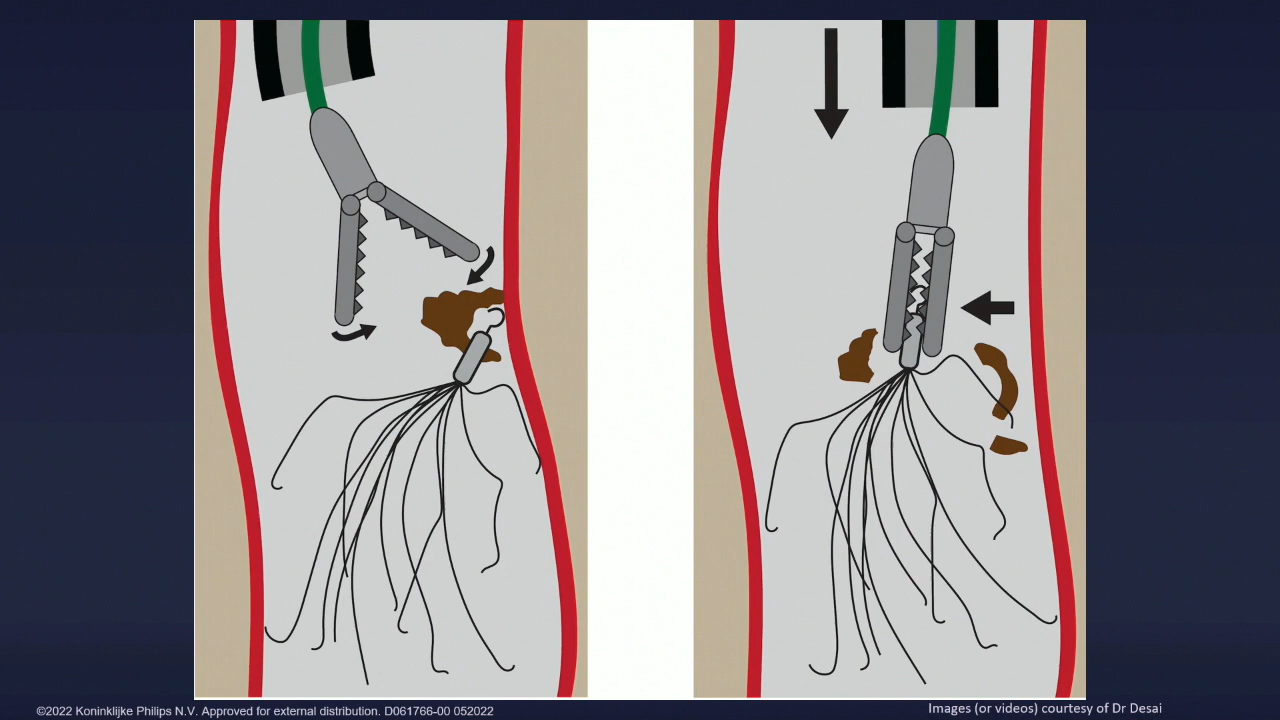 ©2022 Koninklijke Philips N.V. Approved for external distribution. D061766-00 052022
Images (or videos) courtesy of Dr Desai